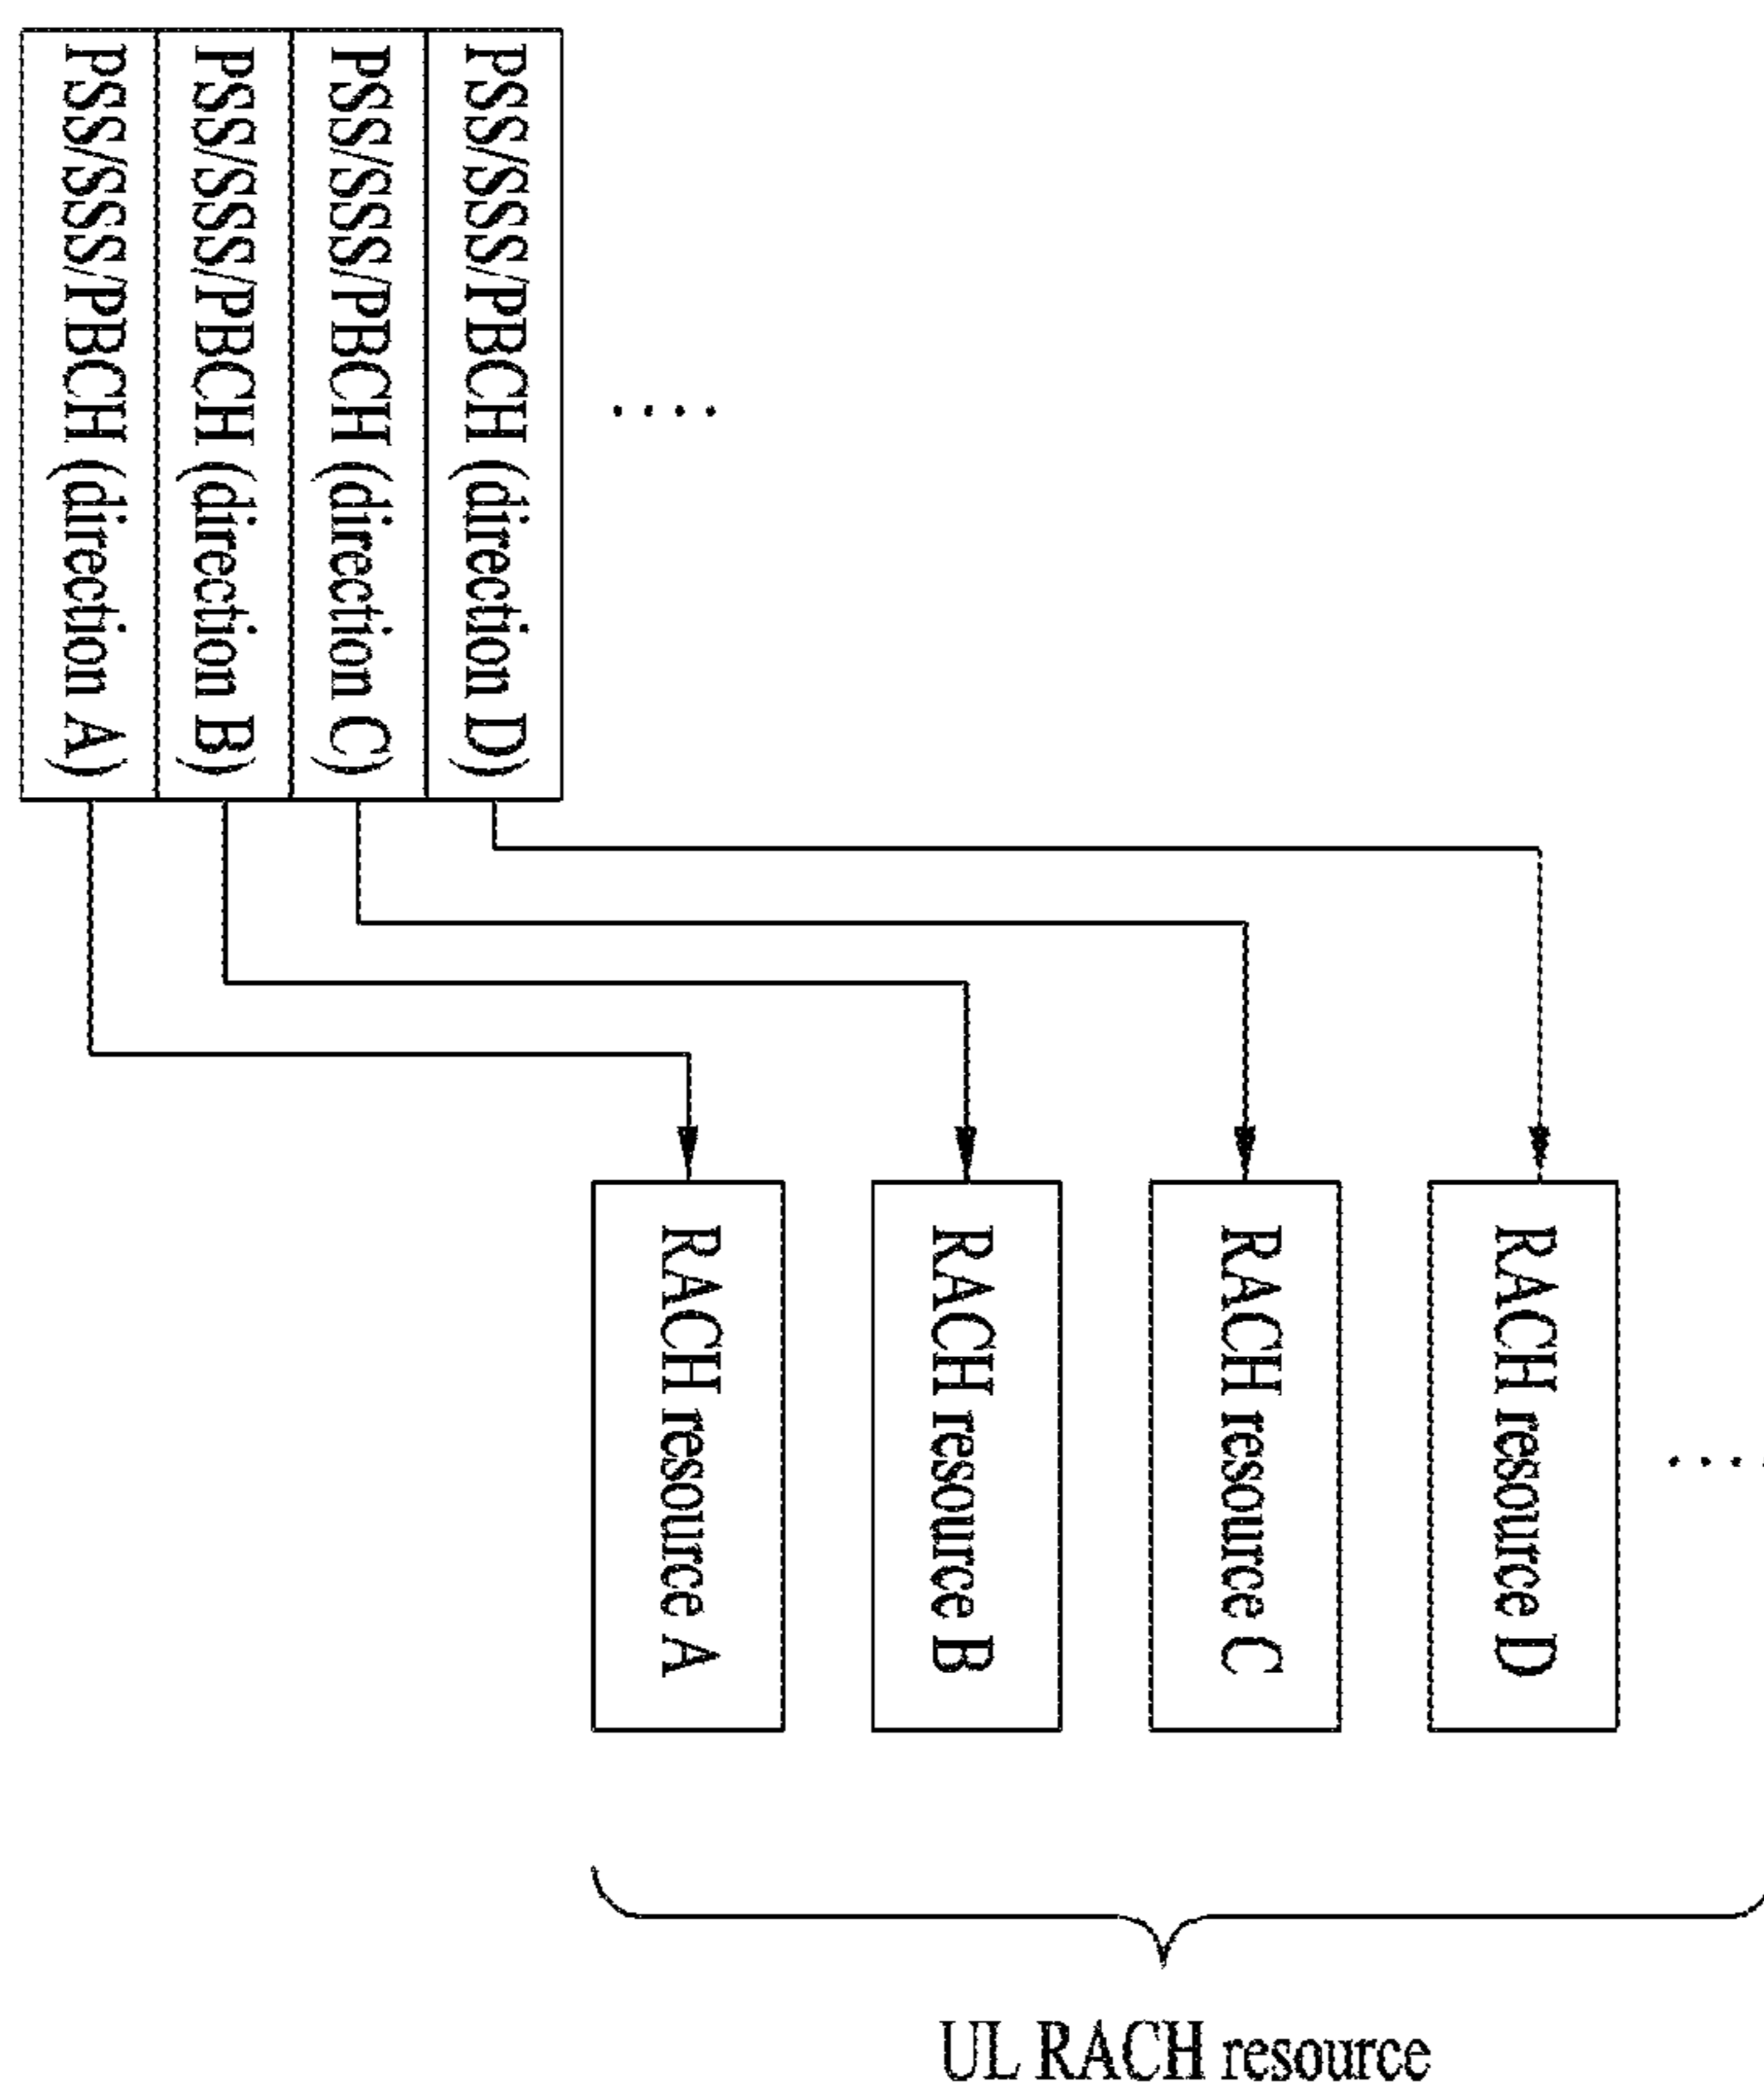 PSS/SSS/PBCH (direction A)
PSS/SSS/PBCH (direction B)
PSS/SSS/PBCH (direction C)
PSS/SSS/PBCH (direction D)
....
RACH resource A
RACH resource B
RACH resource C
RACH resource D
....
UL RACH resource